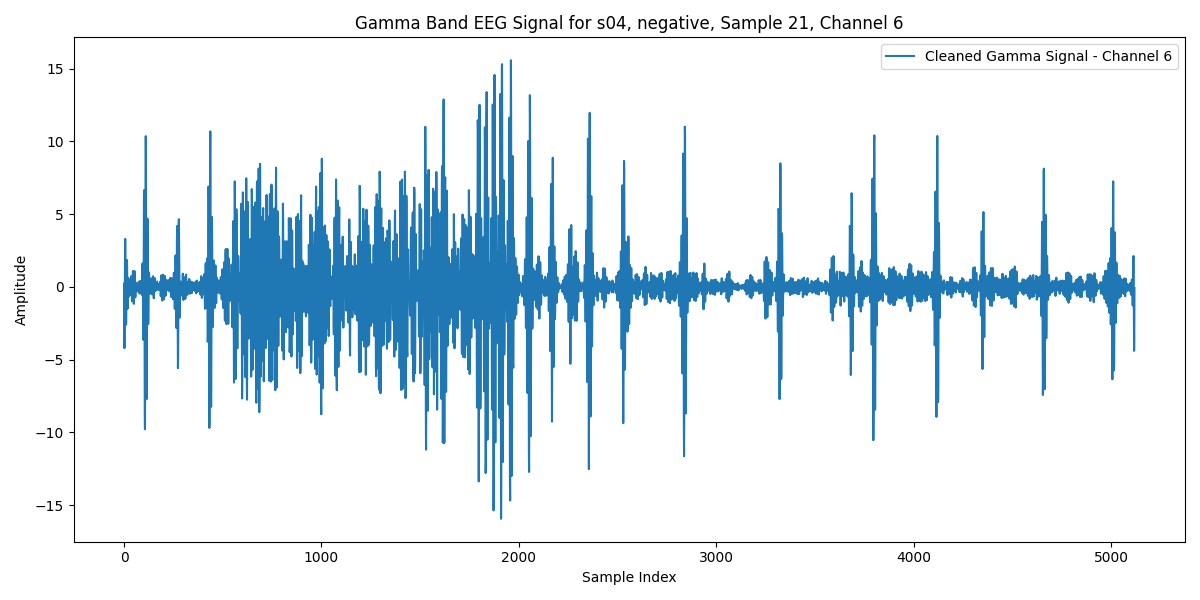 Gamma Band EEG Signal for s04, negative, Sample 21, Channel 6
Cleaned Gamma Signal - Channel 6
Amplitude
15
10
5
0
−5
−10
−15
0 1000 2000 3000 4000 5000
Sample Index